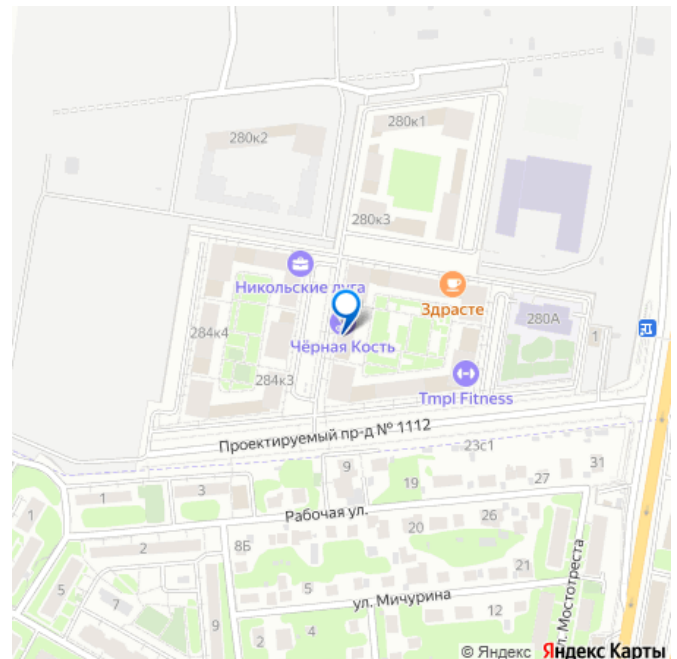 280к1
280к2
280к3
Никольские луга
Здрасте
280А
1
284к4
Чёрная Кость
284к3
Tmpl Fitness
Проектируемый пр-д № 1112
23с1
9
31
19
27
1
3
Рабочая ул.
26
1
20
8Б
2
21
5
5
7
ул. Мичурина
12
9
2
4
ул. Мостотреста
© Яндекс Яндекс Карты